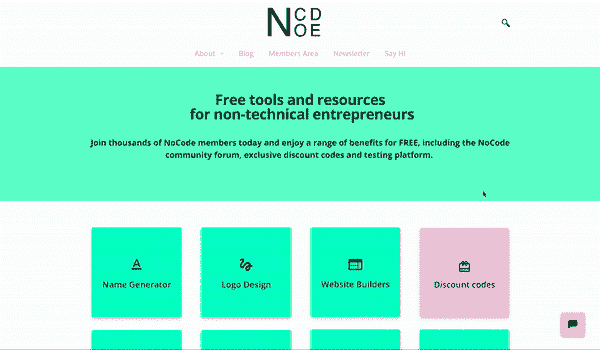 NCD
OE
About
Blog
Members Area
Newsletter
Say Hi
Free tools and resources
for non-technical entrepreneurs
Join thousands of NoCode members today and enjoy a range of benefits for FREE, including the NoCode
community forum, exclusive discount codes and testing platform.
Name Generator
Logo Design
Website Builders
Discount codes